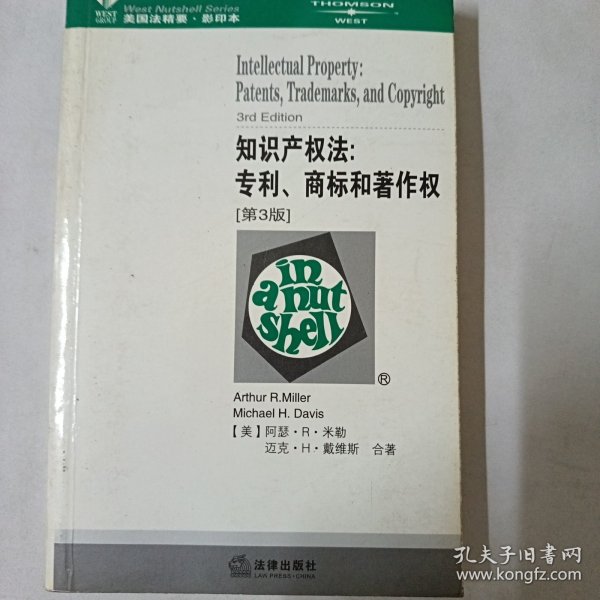 WEST
GROUP
West Nutshell Series
美国法精要·影印本
THOMSON
WEST
Intellectual Property:
Patents, Trademarks, and Copyright
3rd Edition
知识产权法:
专利、商标和著作权
[第3版]
in
a nut
shell
®
Arthur R.Miller
Michael H. Davis
【美】阿瑟·R·米勒
迈克·H·戴维斯 合著
法律出版社
LAW PRESS·CHINA
孔夫子旧书网
www.kongfz.com